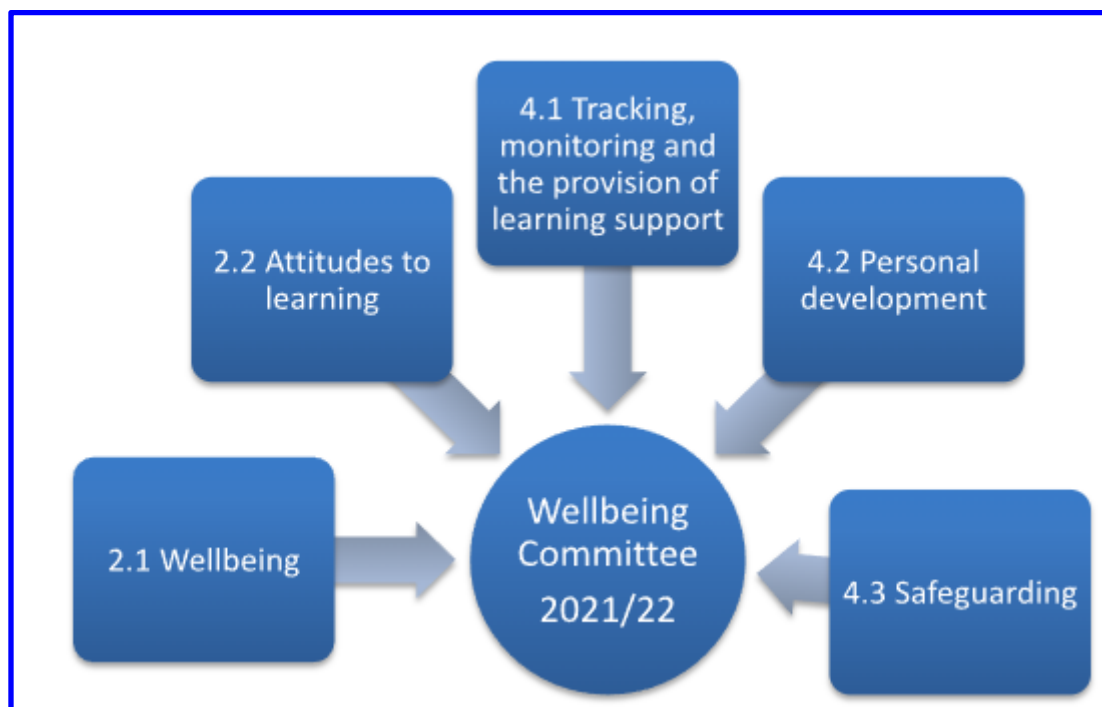 4.1 Tracking,
monitoring and
the provision of
learning support
2.2 Attitudes to
learning
4.2 Personal
development
2.1 Wellbeing
Wellbeing
Committee
2021/22
4.3 Safeguarding